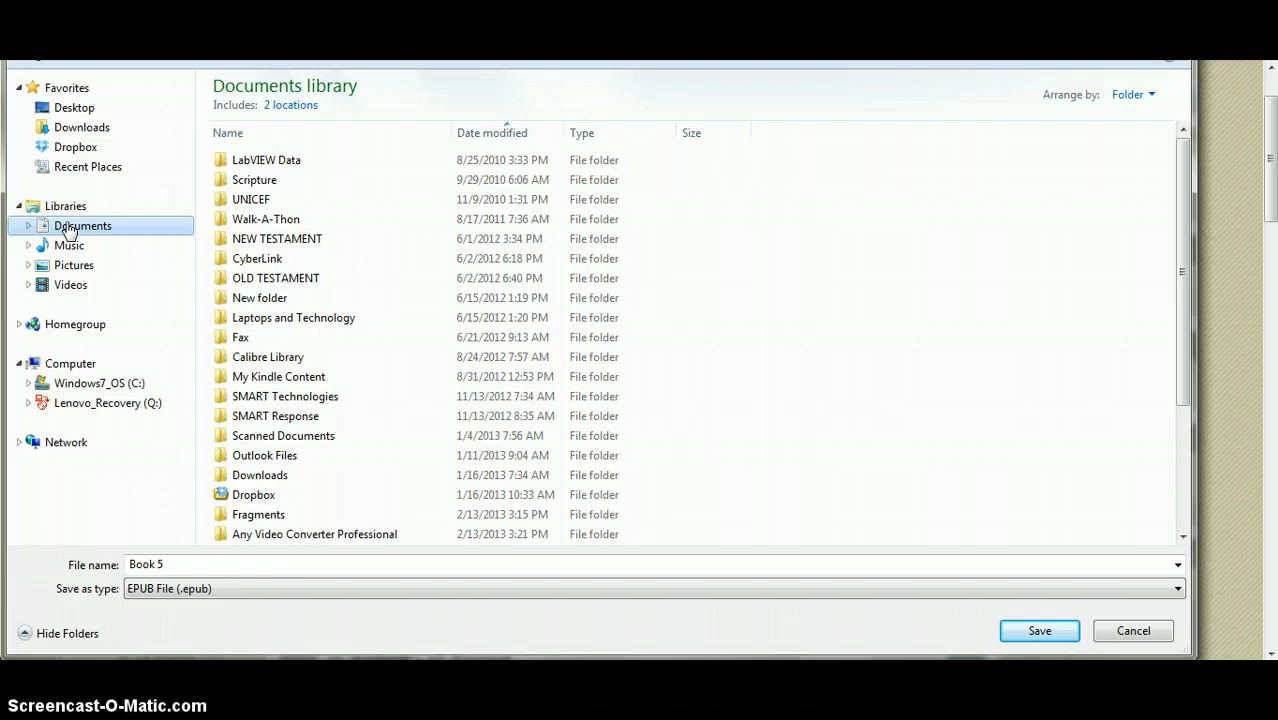 Favorites
Desktop
Downloads
Dropbox
Recent Places
Libraries
Documents
Music
Pictures
Videos
Homegroup
Computer
Windows7_OS (C:)
Lenovo_Recovery (Q:)
Network
Documents library
Includes: 2 locations
Arrange by: Folder
Name Date modified Type Size
LabVIEW Data 8/25/2010 3:33 PM File folder
Scripture 9/29/2010 6:06 AM File folder
UNICEF 11/9/2010 1:31 PM File folder
Walk-A-Thon 8/17/2011 7:36 AM File folder
NEW TESTAMENT 6/1/2012 3:34 PM File folder
CyberLink 6/2/2012 6:18 PM File folder
OLD TESTAMENT 6/2/2012 6:40 PM File folder
New folder 6/15/2012 1:19 PM File folder
Laptops and Technology 6/15/2012 1:20 PM File folder
Fax 6/21/2012 9:13 AM File folder
Calibre Library 8/24/2012 7:57 AM File folder
My Kindle Content 8/31/2012 12:53 PM File folder
SMART Technologies 11/13/2012 7:34 AM File folder
SMART Response 11/13/2012 8:35 AM File folder
Scanned Documents 1/4/2013 7:56 AM File folder
Outlook Files 1/11/2013 9:04 AM File folder
Downloads 1/16/2013 7:34 AM File folder
Dropbox 1/16/2013 10:33 AM File folder
Fragments 2/13/2013 3:15 PM File folder
Any Video Converter Professional 2/13/2013 3:21 PM File folder
File name: Book 5
Save as type: EPUB File (.epub)
Hide Folders
Save Cancel
Screencast-O-Matic.com